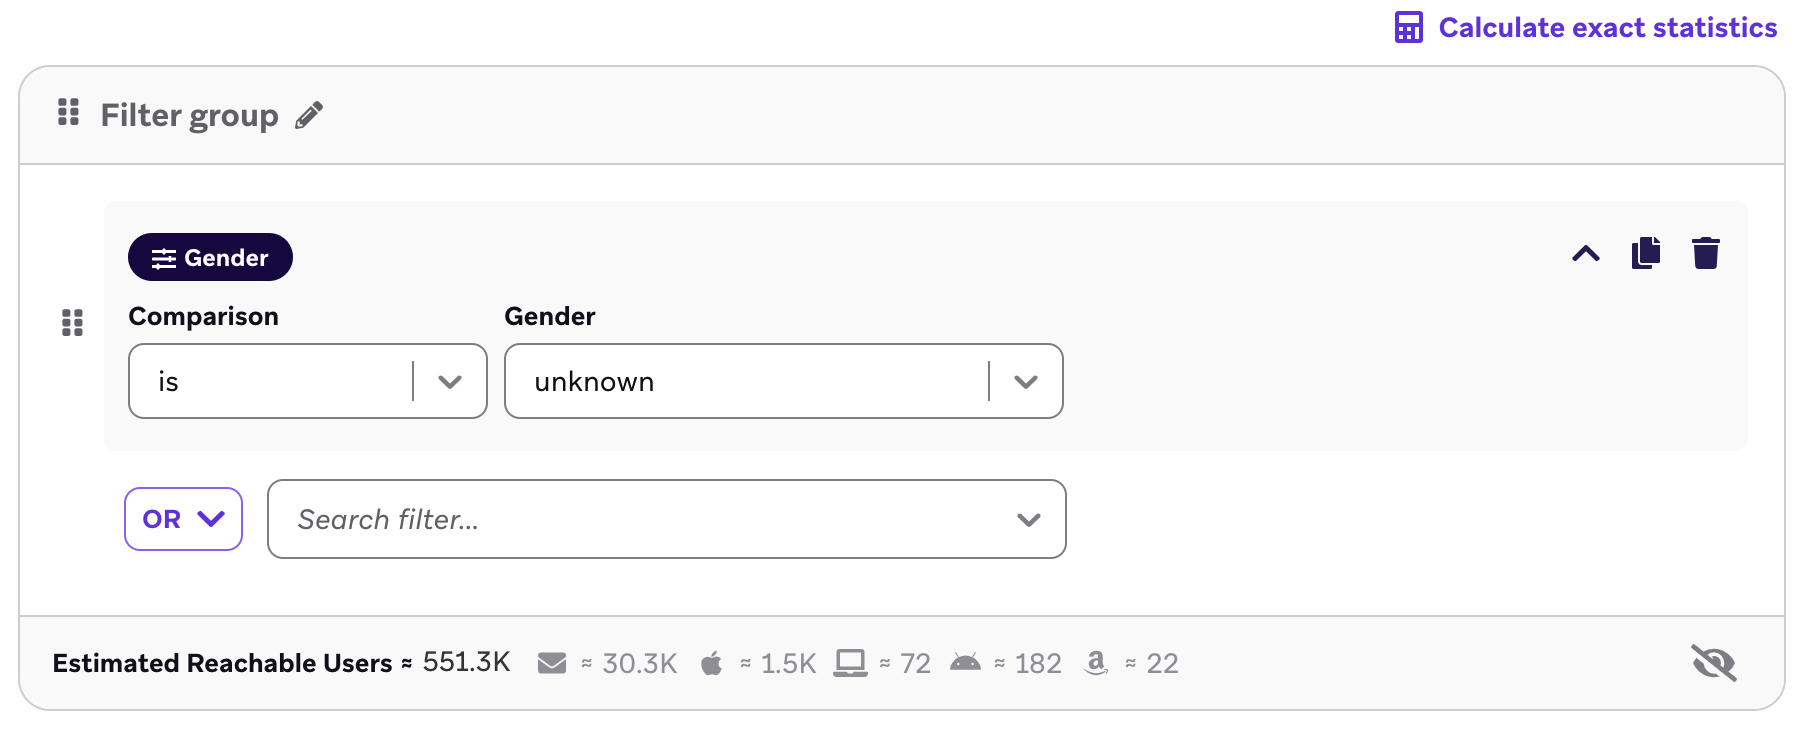 Calculate exact statistics
Filter group
Gender
Comparison
Gender
is
unknown
OR
Search filter...
Estimated Reachable Users ≈ 551.3K ≈ 30.3K ≈ 1.5K ≈ 72 ≈ 182 a ≈ 22